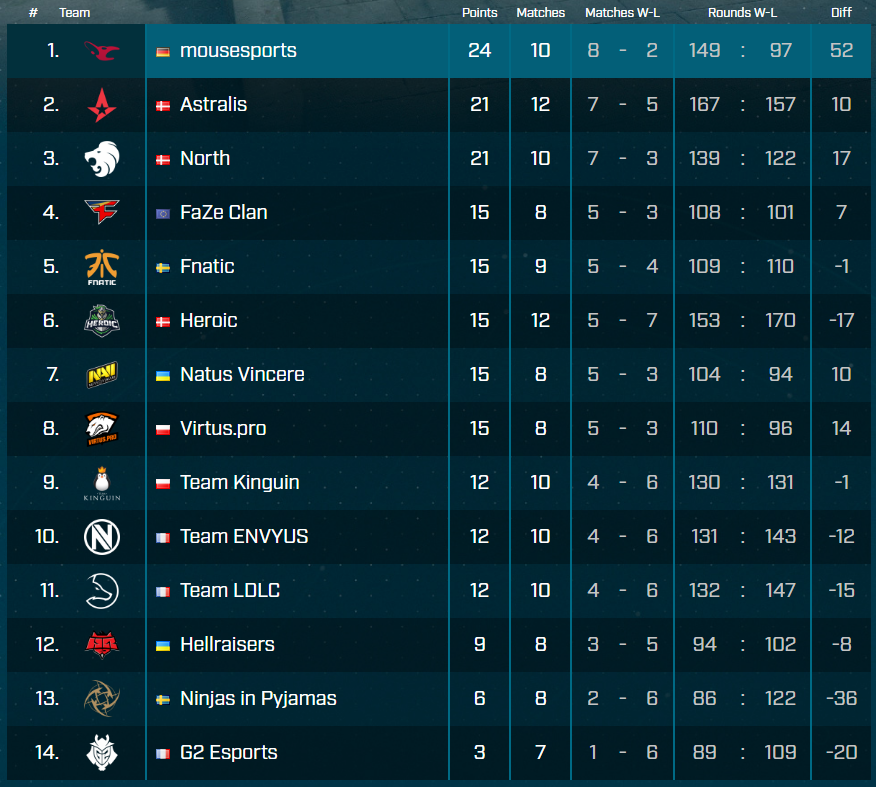 # Team Points Matches Matches W-L Rounds W-L Diff
1. mousesports 24 10 8 - 2 149 : 97 52
2. Astralis 21 12 7 - 5 167 : 157 10
3. North 21 10 7 - 3 139 : 122 17
4. FaZe Clan 15 8 5 - 3 108 : 101 7
5. FNATIC Fnatic 15 9 5 - 4 109 : 110 -1
6. HEROIC Heroic 15 12 5 - 7 153 : 170 -17
7. NAVI Natus Vincere 15 8 5 - 3 104 : 94 10
8. VIRTUS.PRO Virtus.pro 15 8 5 - 3 110 : 96 14
9. KINGUIN Team Kinguin 12 10 4 - 6 130 : 131 -1
10. Team ENVYUS 12 10 4 - 6 131 : 143 -12
11. Team LDLC 12 10 4 - 6 132 : 147 -15
12. Hellraisers 9 8 3 - 5 94 : 102 -8
13. Ninjas in Pyjamas 6 8 2 - 6 86 : 122 -36
14. G2 Esports 3 7 1 - 6 89 : 109 -20